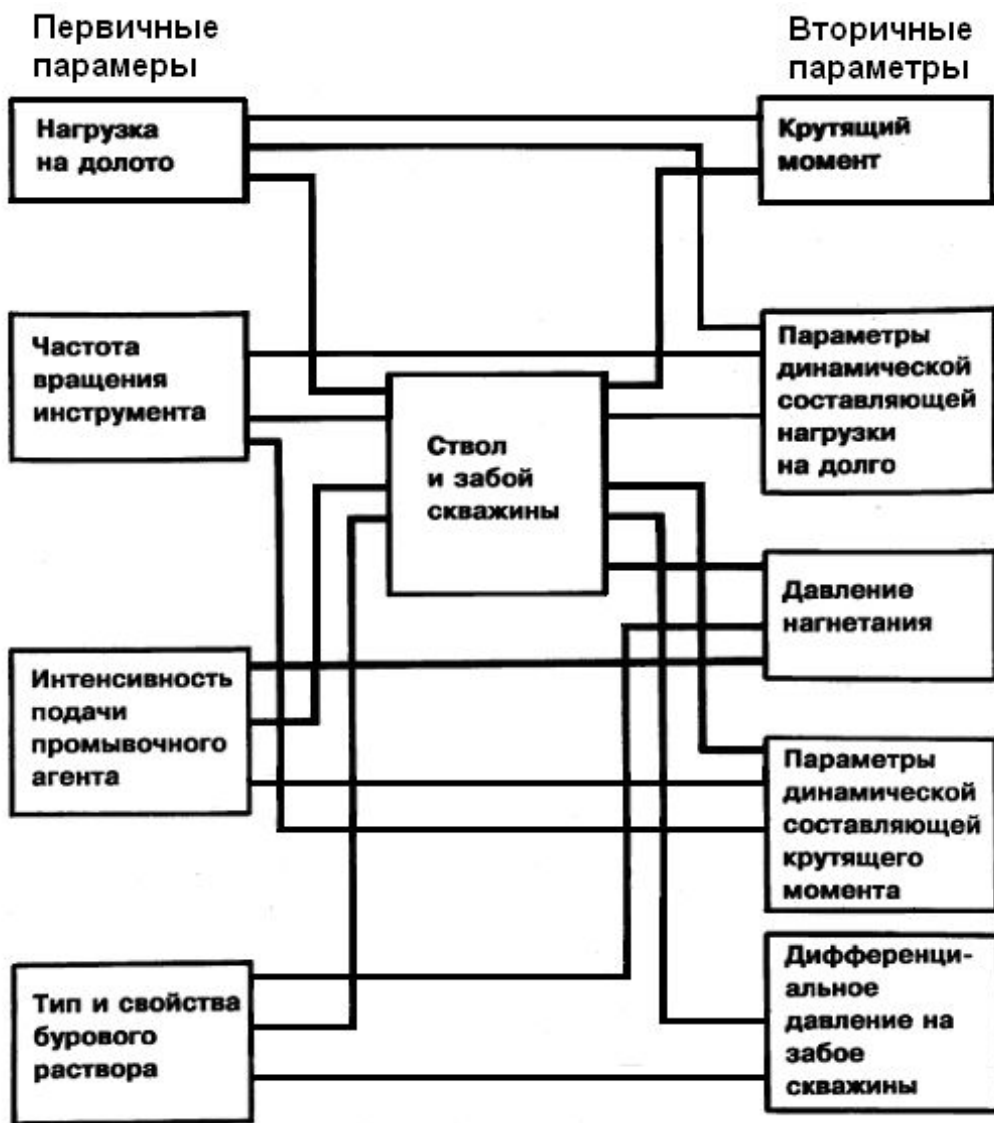 Первичные
парамеры
Вторичные
параметры
Нагрузка
на долото
Крутящий
момент
Частота
вращения
инструмента
Параметры
динамической
составляющей
нагрузки
на долго
Ствол
и забой
скважины
Давление
нагнетания
Интенсивность
подачи
промывочного
агента
Параметры
динамической
составляющей
крутящего
момента
Тип и свойства
бурового
раствора
Дифференци-
альное
давление на
забое
скважины